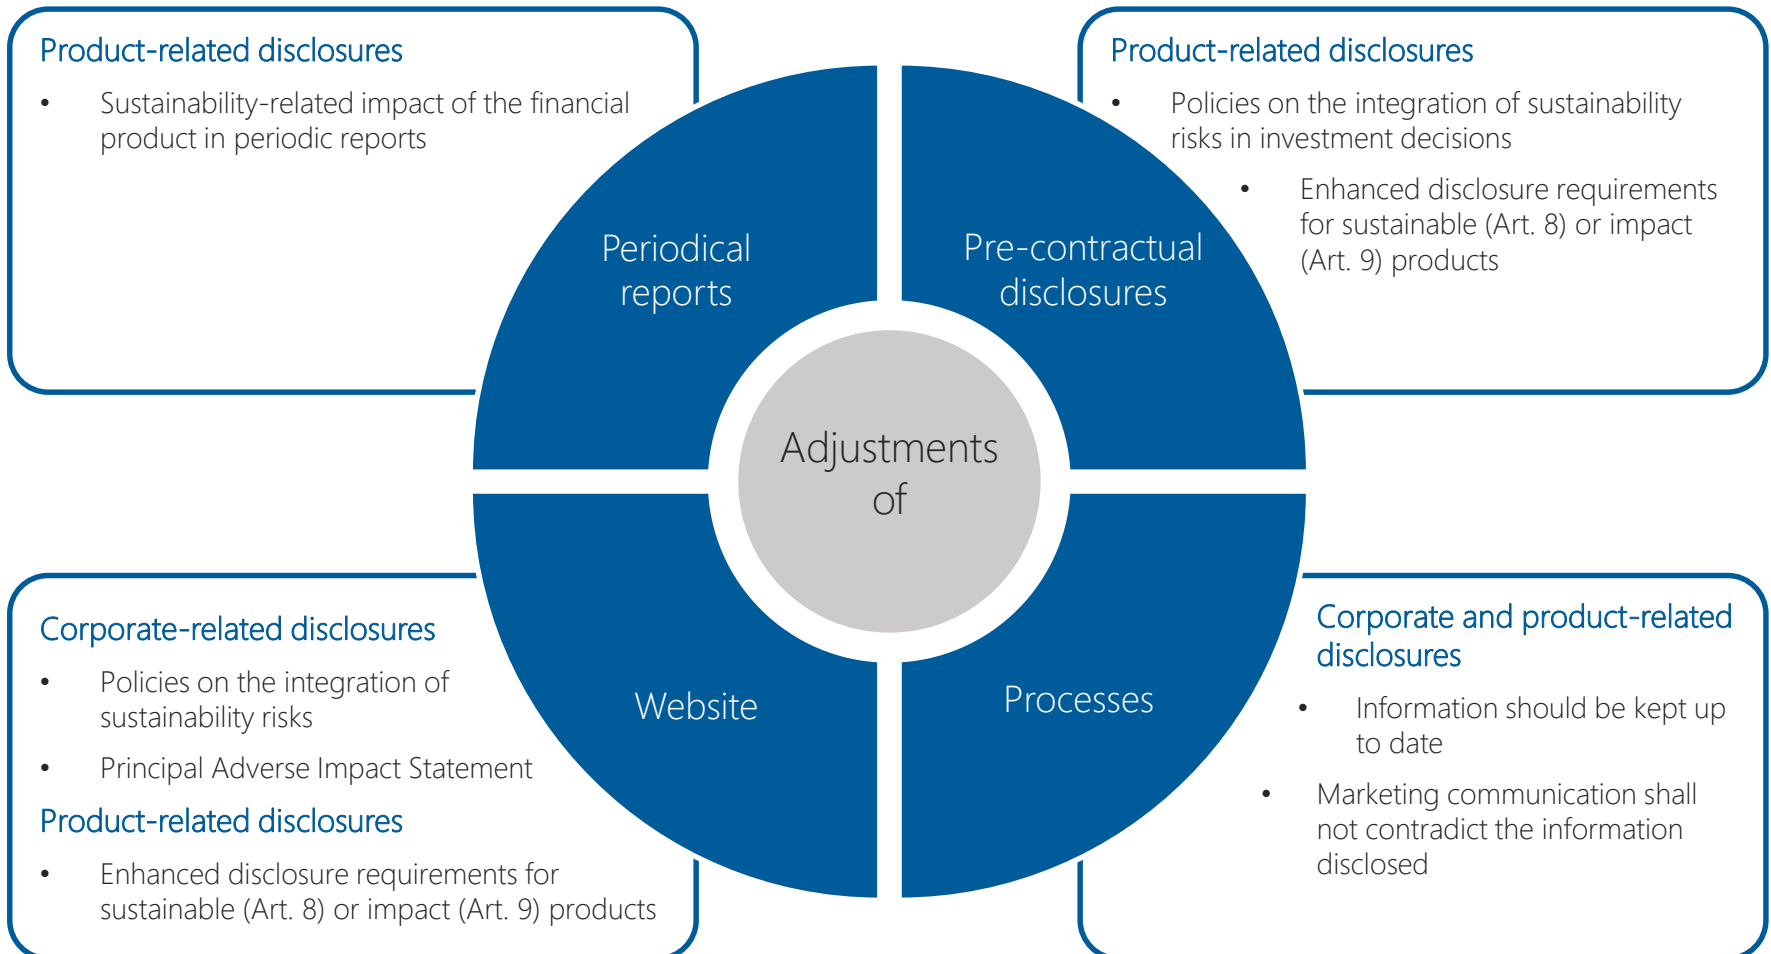 Product-related disclosures
• Sustainability-related impact of the financial
product in periodic reports
Product-related disclosures
• Policies on the integration of sustainability
risks in investment decisions
• Enhanced disclosure requirements
for sustainable (Art. 8) or impact
(Art. 9) products
Periodical
reports
Pre-contractual
disclosures
Adjustments
of
Website
Processes
Corporate-related disclosures
• Policies on the integration of
sustainability risks
• Principal Adverse Impact Statement
Product-related disclosures
• Enhanced disclosure requirements for
sustainable (Art. 8) or impact (Art. 9) products
Corporate and product-related
disclosures
• Information should be kept up
to date
• Marketing communication shall
not contradict the information
disclosed